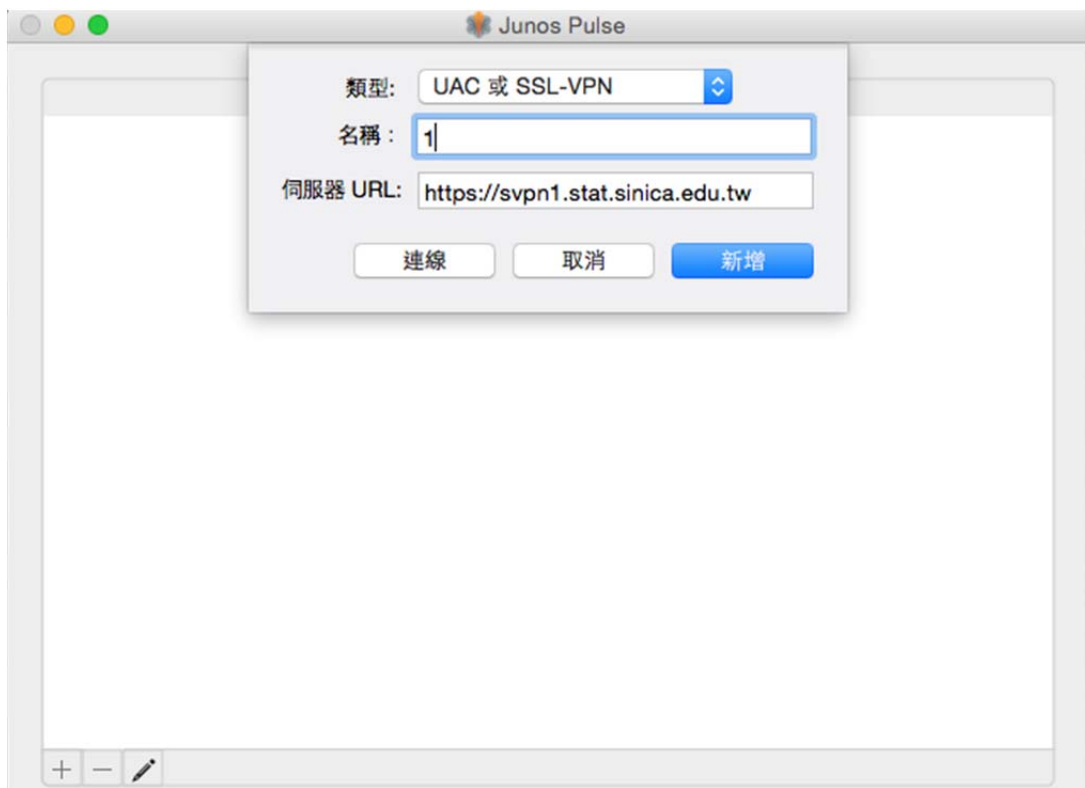 Junos Pulse
類型: UAC 或 SSL-VPN
名稱： 1
伺服器 URL: https://svpn1.stat.sinica.edu.tw
連線 取消 新增